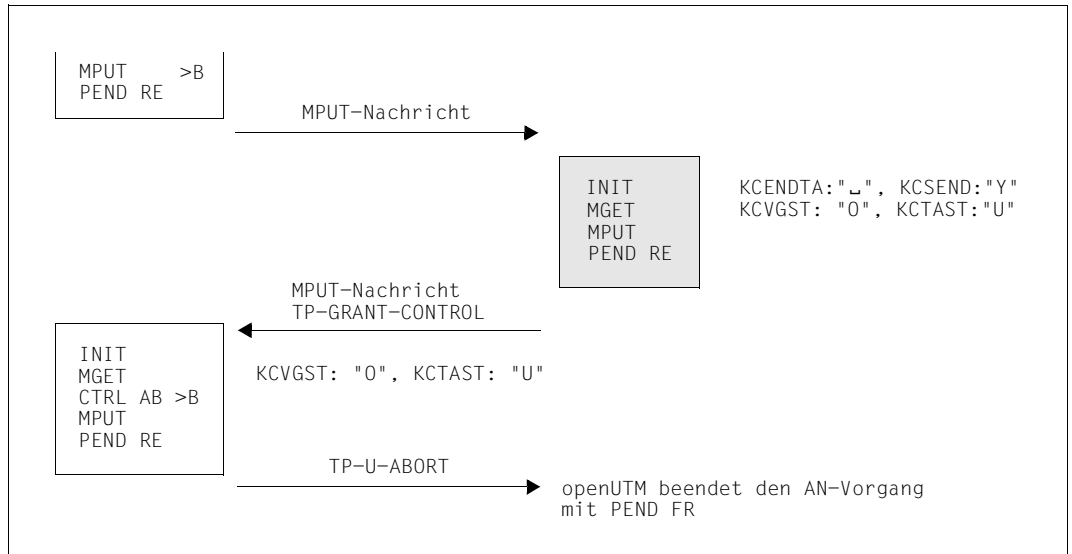 MPUT >B
PEND RE
MPUT-Nachricht
INIT
MGET
MPUT
PEND RE
KCENDTA:"␣", KCSEND:"Y"
KCVGST: "O", KCTAST:"U"
MPUT-Nachricht
TP-GRANT-CONTROL
INIT
MGET
CTRL AB >B
MPUT
PEND RE
KCVGST: "O", KCTAST: "U"
TP-U-ABORT
openUTM beendet den AN-Vorgang
mit PEND FR